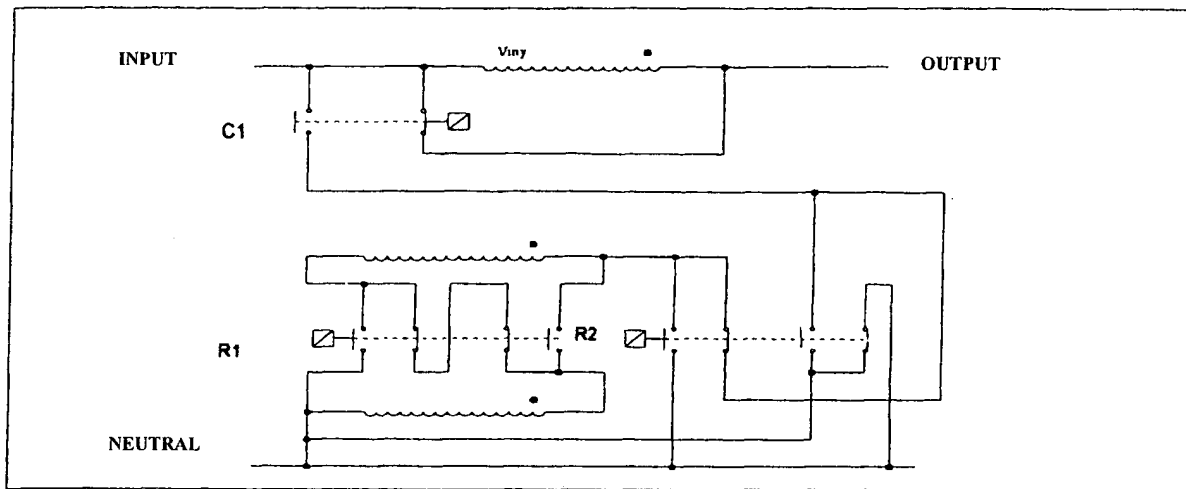 INPUT
Viny
OUTPUT
C1
R1
R2
NEUTRAL